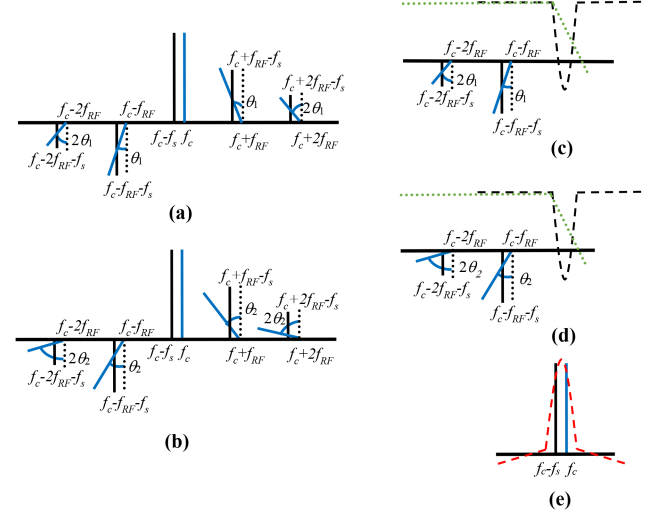 f_c+f_RF-f_s
f_c+2f_RF-f_s
f_c-2f_RF
f_c-f_RF
θ_1
2θ_1
2θ_1
θ_1
f_c-f_s
f_c
f_c+f_RF
f_c+2f_RF
f_c-2f_RF-f_s
f_c-f_RF-f_s
(a)
f_c+f_RF-f_s
f_c+2f_RF-f_s
f_c-2f_RF
f_c-f_RF
θ_2
2θ_2
2θ_2
θ_2
f_c-f_s
f_c
f_c+f_RF
f_c+2f_RF
f_c-2f_RF-f_s
f_c-f_RF-f_s
(b)
f_c-2f_RF
f_c-f_RF
2θ_1
θ_1
f_c-2f_RF-f_s
f_c-f_RF-f_s
(c)
f_c-2f_RF
f_c-f_RF
2θ_2
θ_2
f_c-2f_RF-f_s
f_c-f_RF-f_s
(d)
f_c-f_s
f_c
(e)